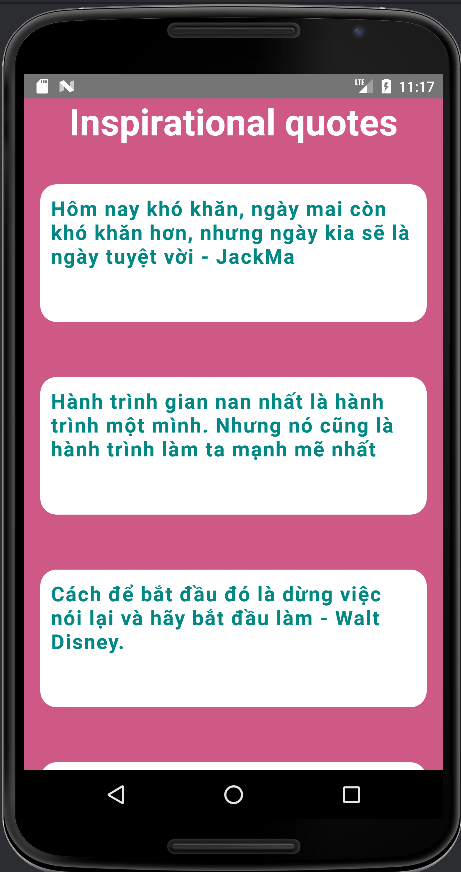 LTE 11:17
Inspirational quotes
Hôm nay khó khăn, ngày mai còn
khó khăn hơn, nhưng ngày kia sẽ là
ngày tuyệt vời - JackMa
Hành trình gian nan nhất là hành
trình một mình. Nhưng nó cũng là
hành trình làm ta mạnh mẽ nhất
Cách để bắt đầu đó là dừng việc
nói lại và hãy bắt đầu làm - Walt
Disney.